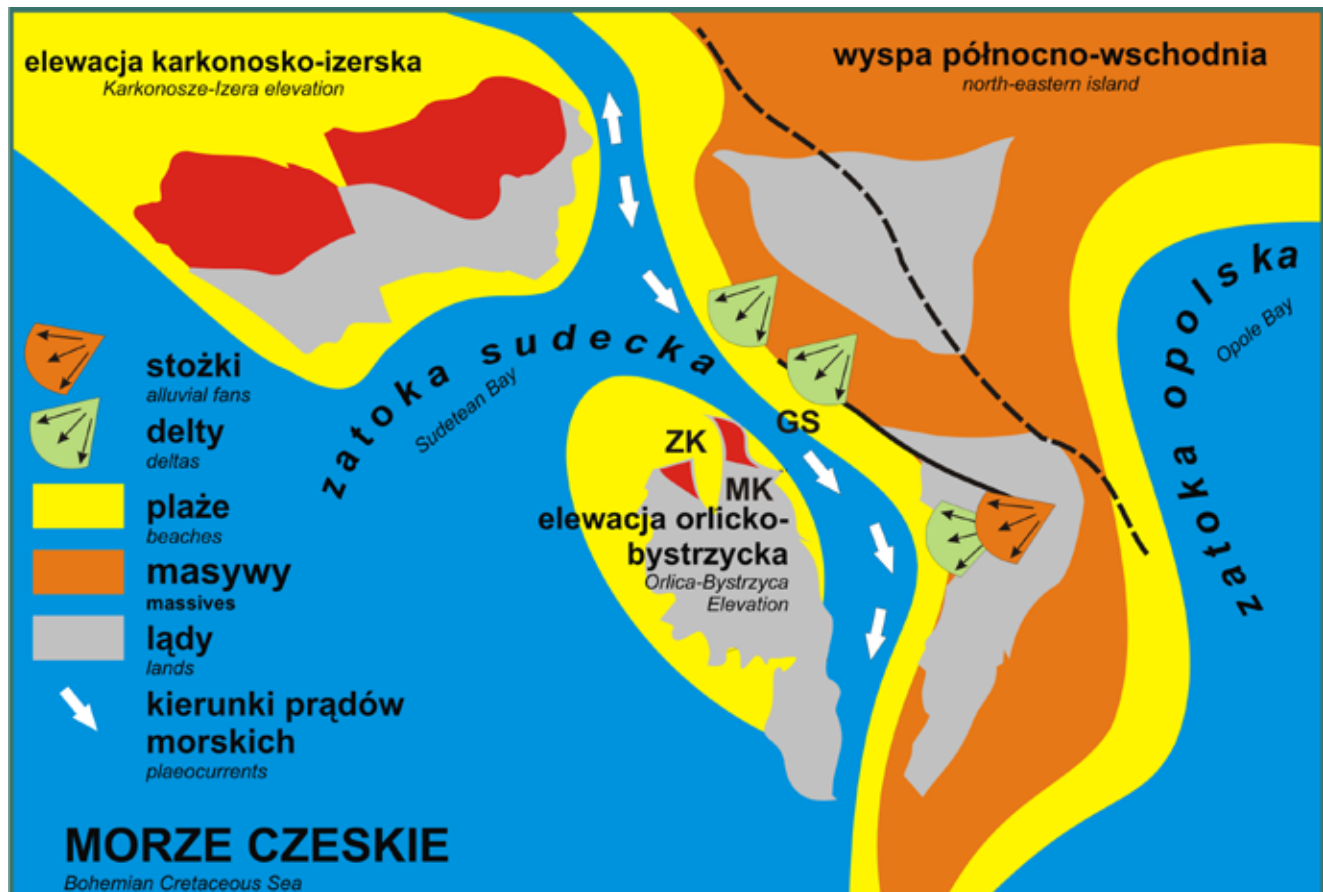 elewacja karkonosko-izerska
Karkonosze-Izera elevation
wyspa północno-wschodnia
north-eastern island
zatoka sudecka
Sudetean Bay
zatoka opolska
Opole Bay
stożki
alluvial fans
delty
deltas
plaże
beaches
masywy
massives
lądy
lands
kierunki prądów
morskich
plaeocurrents
GS
ZK
MK
elewacja orlicko-
bystrzycka
Orlica-Bystrzyca
Elevation
MORZE CZESKIE
Bohemian Cretaceous Sea